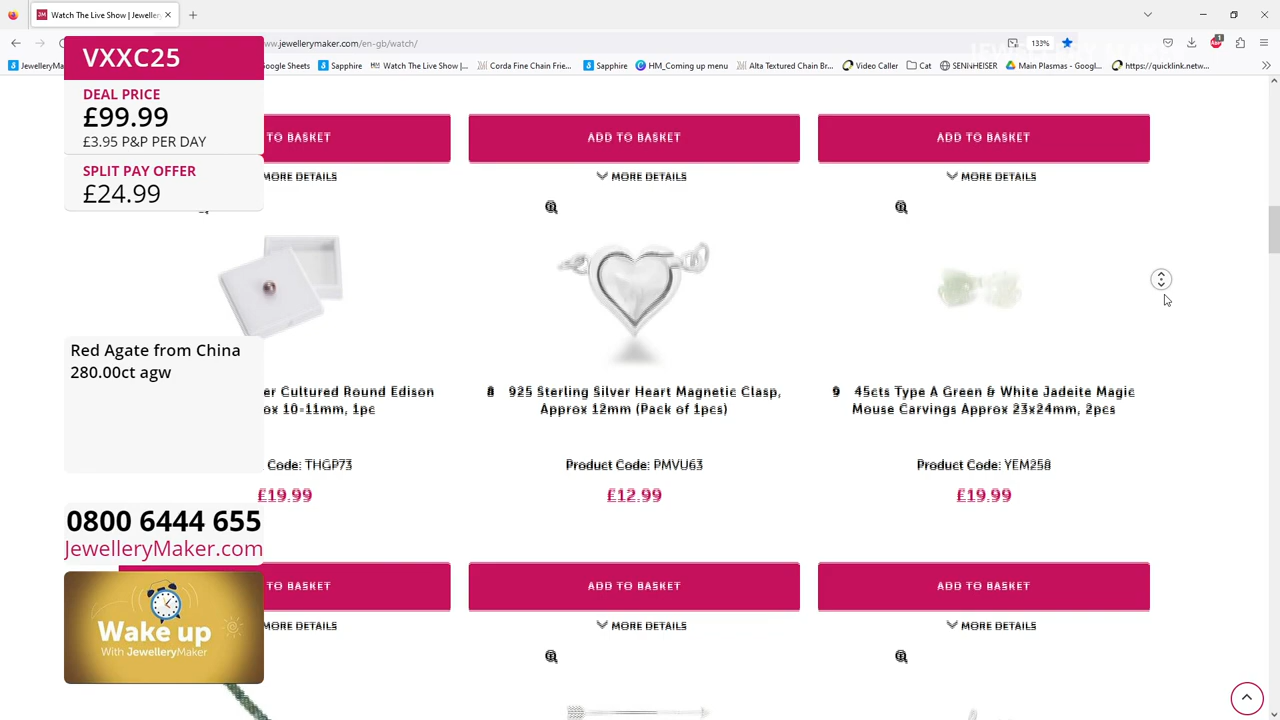 Watch The Live Show | Jeweller
VXXC25
ww.jewellerymaker.com/en-gb/watch/
133%
JewelleryMa
oogle Sheets
Sapphire
Watch The Live Show |...
Corda Fine Chain Frie...
Sapphire
HM_Coming up menu
Alta Textured Chain Br...
Video Caller
Cat
SENNHEISER
Main Plasmas - Googl...
https://quicklink.netw...
DEAL PRICE
£99.99
£3.95 P&P PER DAY
SPLIT PAY OFFER
£24.99
TO BASKET
ADD TO BASKET
ADD TO BASKET
MORE DETAILS
MORE DETAILS
MORE DETAILS
Red Agate from China
280.00ct agw
er Cultured Round Edison
ox 10-11mm, 1pc
8 925 Sterling Silver Heart Magnetic Clasp,
Approx 12mm (Pack of 1pcs)
9 45cts Type A Green & White Jadeite Magic
Mouse Carvings Approx 23x24mm, 2pcs
Code: THGP73
Product Code: PMVU63
Product Code: YEM258
£19.99
£12.99
£19.99
0800 6444 655
JewelleryMaker.com
TO BASKET
ADD TO BASKET
ADD TO BASKET
Wake up
With JewelleryMaker
MORE DETAILS
MORE DETAILS
MORE DETAILS